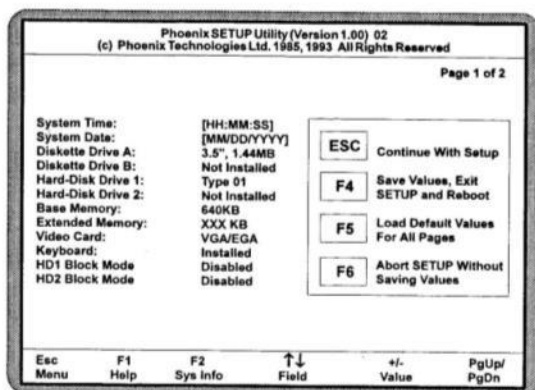 Phoenix SETUP Utility (Version 1.00) 02
(c) Phoenix Technologies Ltd. 1985, 1993 All Rights Reserved
Page 1 of 2
System Time: [HH:MM:SS]
System Date: [MM/DD/YYYY]
Diskette Drive A: 3.5", 1.44MB
Diskette Drive B: Not Installed
Hard-Disk Drive 1: Type 01
Hard-Disk Drive 2: Not Installed
Base Memory: 640KB
Extended Memory: XXX KB
Video Card: VGA/EGA
Keyboard: Installed
HD1 Block Mode Disabled
HD2 Block Mode Disabled
ESC Continue With Setup
F4 Save Values, Exit
SETUP and Reboot
F5 Load Default Values
For All Pages
F6 Abort SETUP Without
Saving Values
Esc F1 F2 ↑↓ +/- PgUp/
Menu Help Sys Info Field Value PgDn